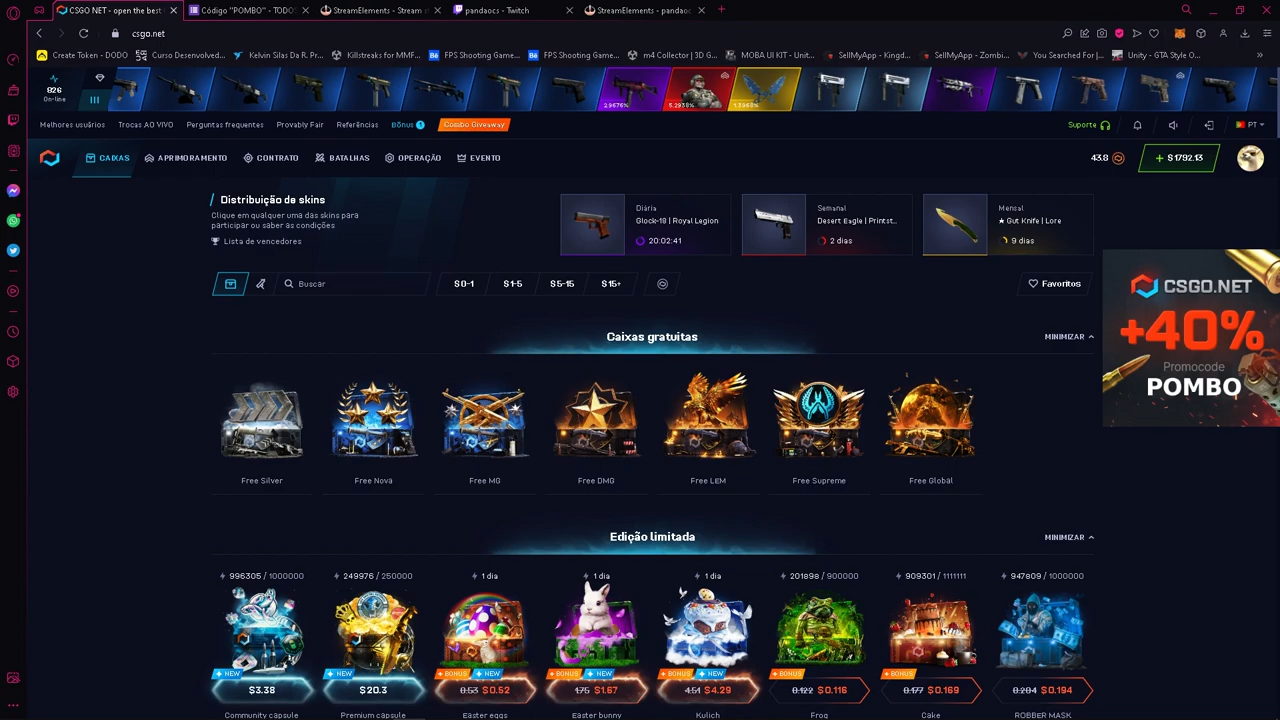 CSGO.NET - open the best
Código "POMBO" - TODOS
StreamElements - Stream s
pandaocs - Twitch
StreamElements - pandaoc
csgo.net
Create Token - DODO
Curso Desenvolved...
Kelvin Silas Da R. Pr...
Killstreaks for MMF...
FPS Shooting Game...
FPS Shooting Game...
m4 Collector | 3D G...
MOBA UI KIT - Unit...
SellMyApp - Kingd...
SellMyApp - Zombi...
You Searched For |...
Unity - GTA Style O...
826
On-line
2.9676%
5.2938%
Melhores usuários
Trocas AO VIVO
Perguntas frequentes
Provably Fair
Referências
Bônus
Combo Giveaway
Suporte
PT
CAIXAS
APRIMORAMENTO
CONTRATO
BATALHAS
OPERAÇÃO
EVENTO
43.8
+ $ 1792.13
Distribuição de skins
Clique em qualquer uma das skins para
participar ou saber as condições
Lista de vencedores
Diária
Glock-18 | Royal Legion
20:02:41
Semanal
Desert Eagle | Printst...
2 dias
Mensal
★ Gut Knife | Lore
9 dias
Buscar
$ 0-1
$ 1-5
$ 5-15
$ 15+
Favoritos
CSGO.NET
+40%
Promocode
POMBO
Caixas gratuitas
MINIMIZAR
Free Silver
Free Nova
Free MG
Free DMG
Free LEM
Free Supreme
Free Global
Edição limitada
MINIMIZAR
996305 / 1000000
249976 / 250000
1 dia
1 dia
1 dia
201898 / 900000
909301 / 1111111
947809 / 1000000
+ NEW
+ NEW
+ BONUS + NEW
+ BONUS + NEW
+ BONUS + NEW
+ BONUS
+ BONUS
$3.38
$20.3
0.53 $0.52
1.75 $1.67
4.51 $4.29
0.122 $0.116
0.177 $0.169
0.204 $0.194
Community capsule
Premium capsule
Easter eggs
Easter bunny
Kulich
Frog
Cake
ROBBER MASK